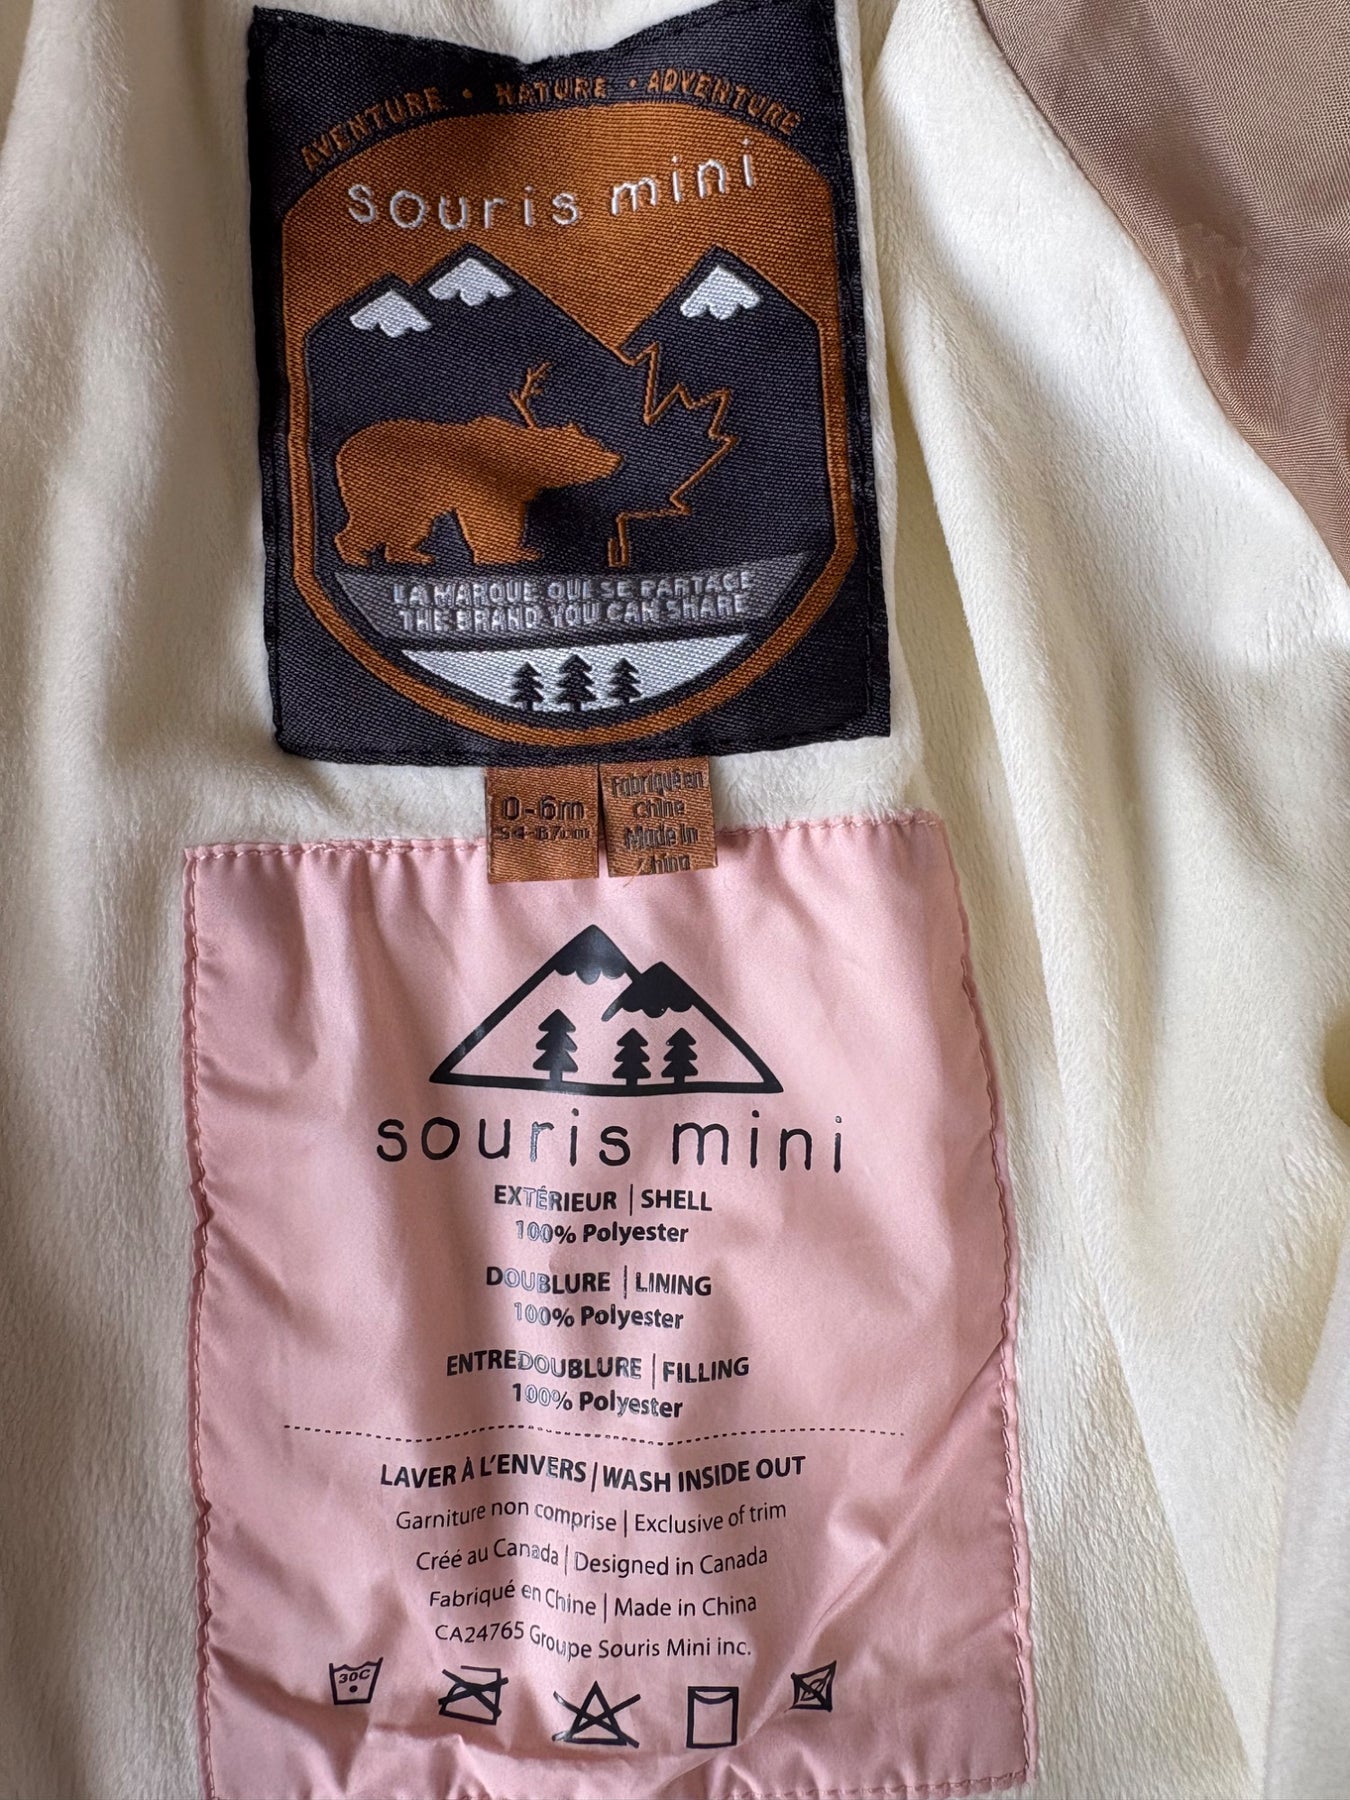 AVENTURE • NATURE • ADVENTURE
souris mini
LA MARQUE QUI SE PARTAGE
THE BRAND YOU CAN SHARE
0-6m
54-67cm
Fabriqué en
Chine
Made in
China
souris mini
EXTÉRIEUR | SHELL
100% Polyester
DOUBLURE | LINING
100% Polyester
ENTREDOUBLURE | FILLING
100% Polyester
LAVER À L'ENVERS | WASH INSIDE OUT
Garniture non comprise | Exclusive of trim
Créé au Canada | Designed in Canada
Fabriqué en Chine | Made in China
CA24765 Groupe Souris Mini inc.
30C